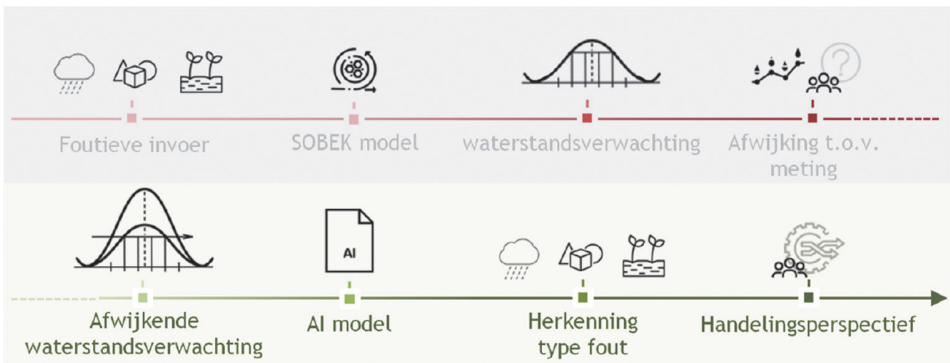 ?
Foutieve invoer
SOBEK model
waterstandsverwachting
Afwijking t.o.v.
meting
AI
Afwijkende
waterstandsverwachting
AI model
Herkenning
type fout
Handelingsperspectief